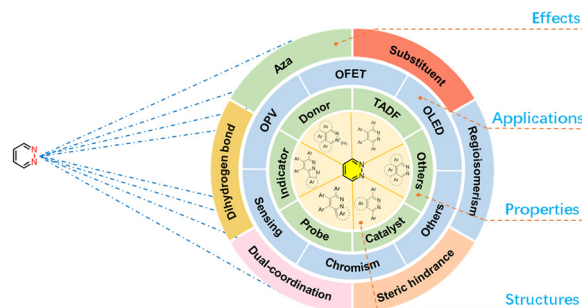 Effects
Substituent
Aza
OFET
OPV
OLED
Donor
TADF
Applications
Regioisomerism
Dihydrogen bond
Indicator
Others
N
N
Properties
Sensing
Others
Probe
Catalyst
Chromism
Dual-coordination
Steric hindrance
Structures